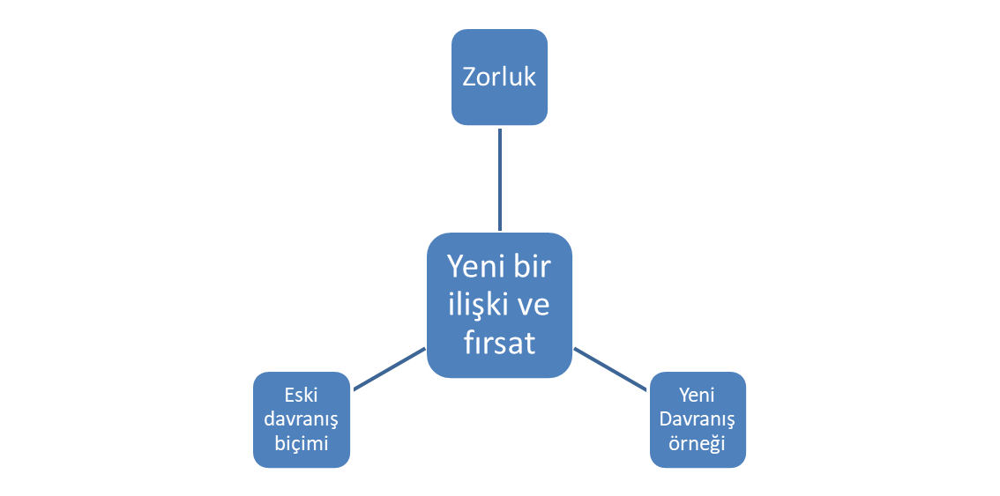 Zorluk
Yeni bir
ilişki ve
fırsat
Eski
davranış
biçimi
Yeni
Davranış
örneği